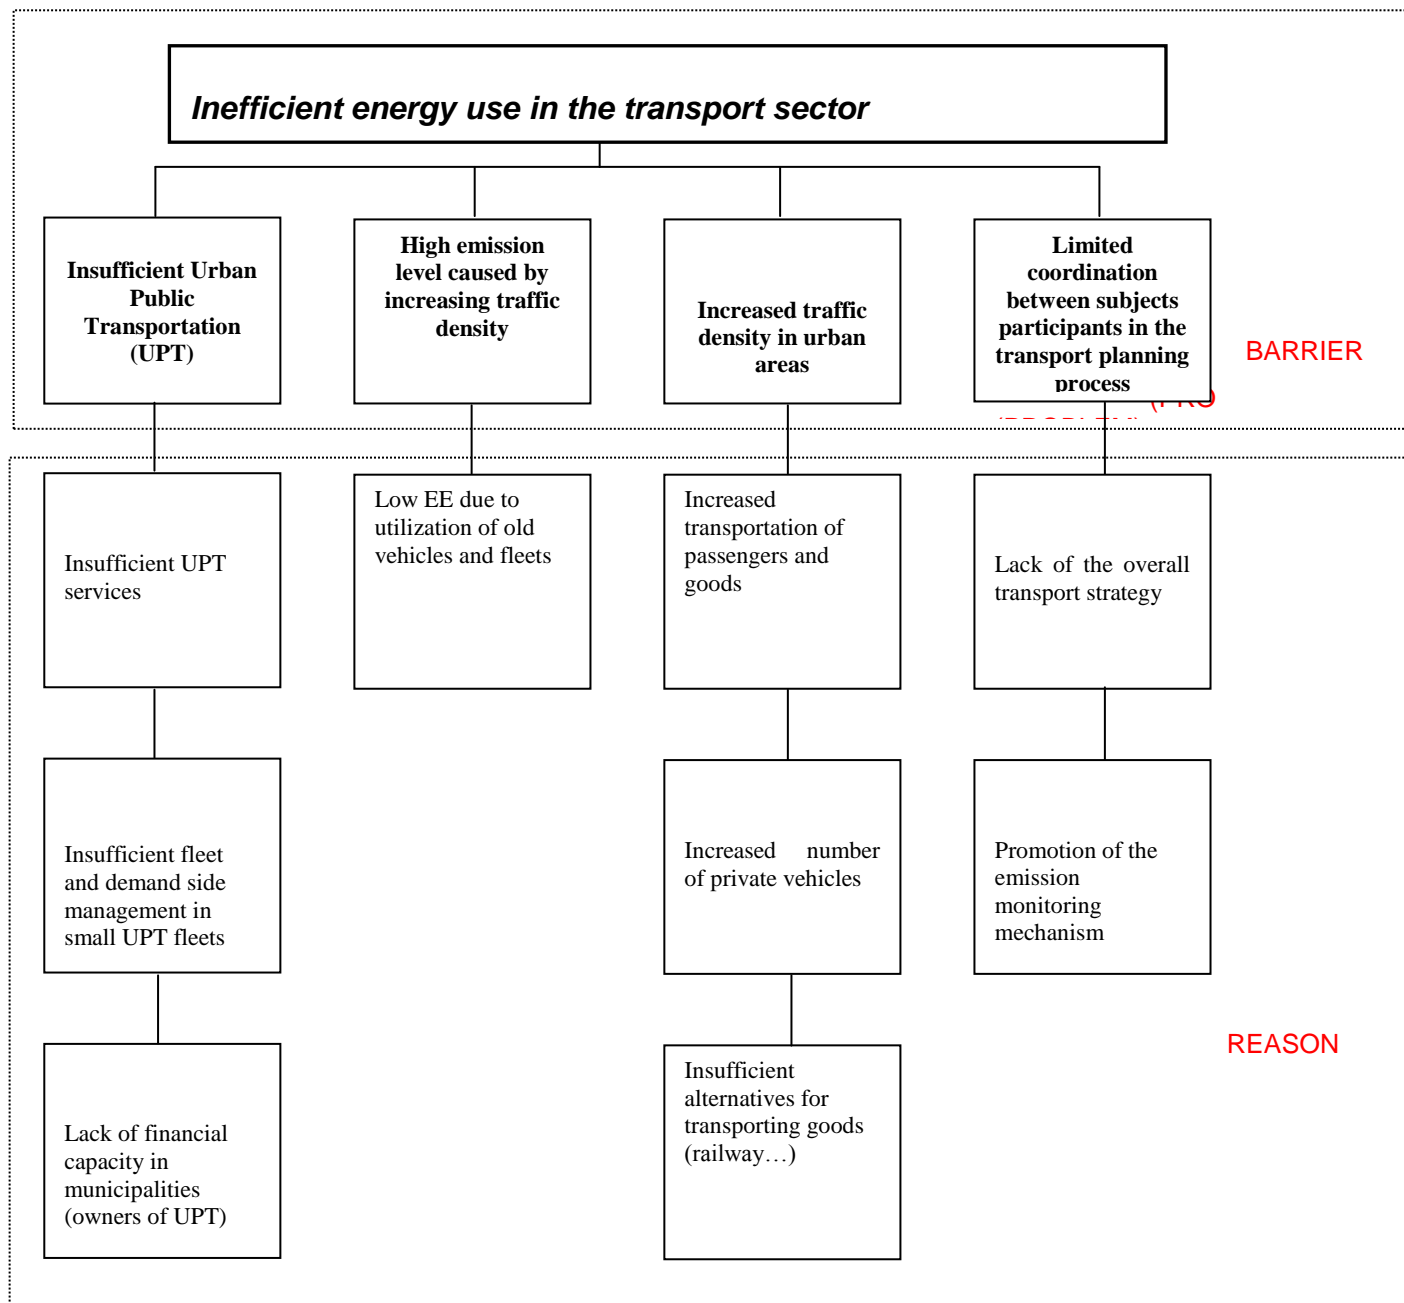 Inefficient energy use in the transport sector
Insufficient Urban
Public
Transportation
(UPT)
High emission
level caused by
increasing traffic
density
Increased traffic
density in urban
areas
Limited
coordination
between subjects
participants in the
transport planning
process
BARRIER
Insufficient UPT
services
Low EE due to
utilization of old
vehicles and fleets
Increased
transportation of
passengers and
goods
Lack of the overall
transport strategy
Insufficient fleet
and demand side
management in
small UPT fleets
Increased number
of private vehicles
Promotion of the
emission
monitoring
mechanism
REASON
Lack of financial
capacity in
municipalities
(owners of UPT)
Insufficient
alternatives for
transporting goods
(railway…)